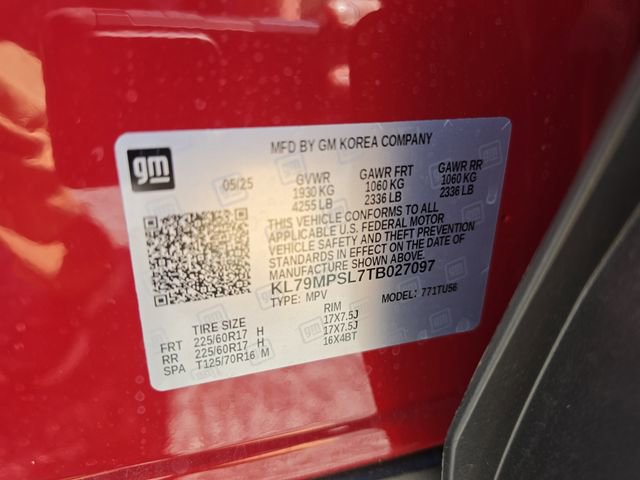 gm
MFD BY GM KOREA COMPANY
05/25 GVWR GAWR FRT GAWR RR
1930 KG 1060 KG 1060 KG
4255 LB 2336 LB 2336 LB
THIS VEHICLE CONFORMS TO ALL
APPLICABLE U.S. FEDERAL MOTOR
VEHICLE SAFETY AND THEFT PREVENTION
STANDARDS IN EFFECT ON THE DATE OF
MANUFACTURE SHOWN ABOVE.
KL79MPSL7TB027097
TYPE: MPV MODEL: 771TU56
TIRE SIZE RIM
FRT 225/60R17 H 17X7.5J
RR 225/60R17 H 17X7.5J
SPA T125/70R16 M 16X4BT